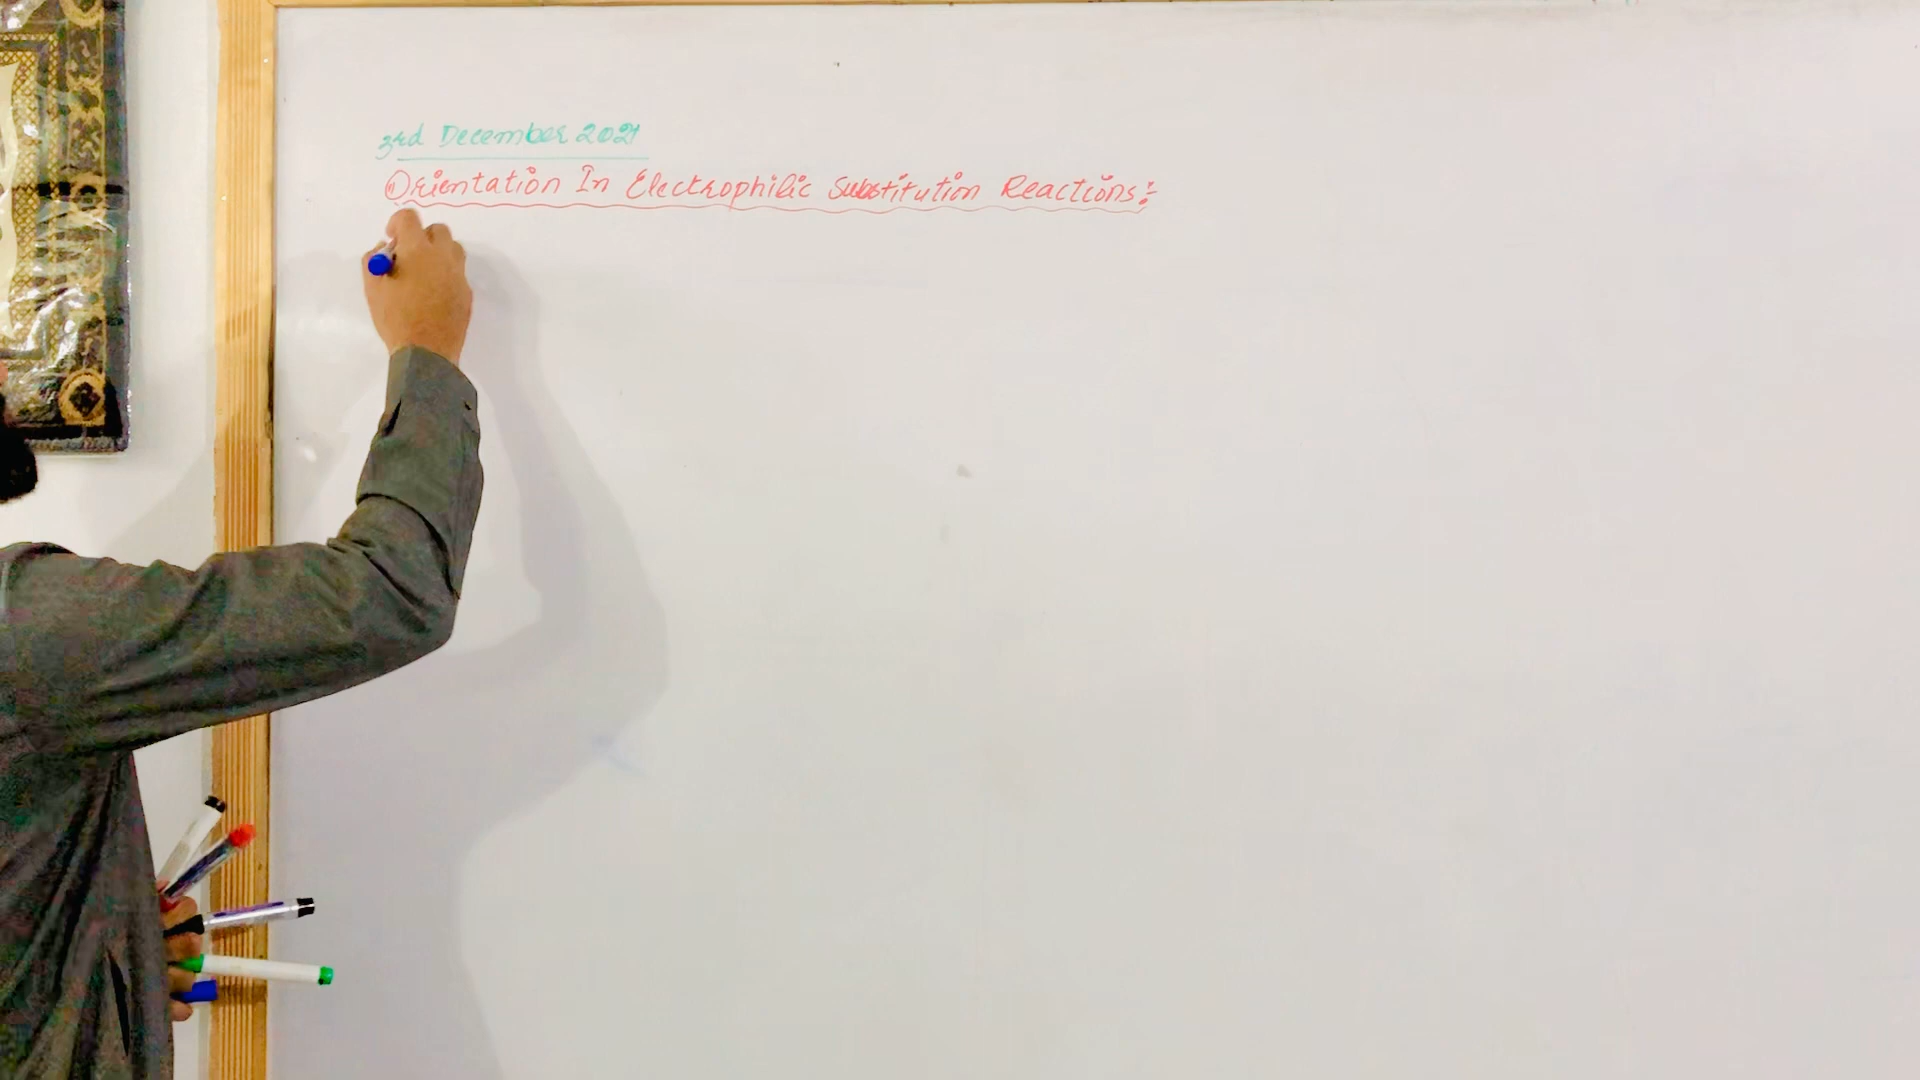 3rd December 2021
Orientation In Electrophilic Substitution Reactions: